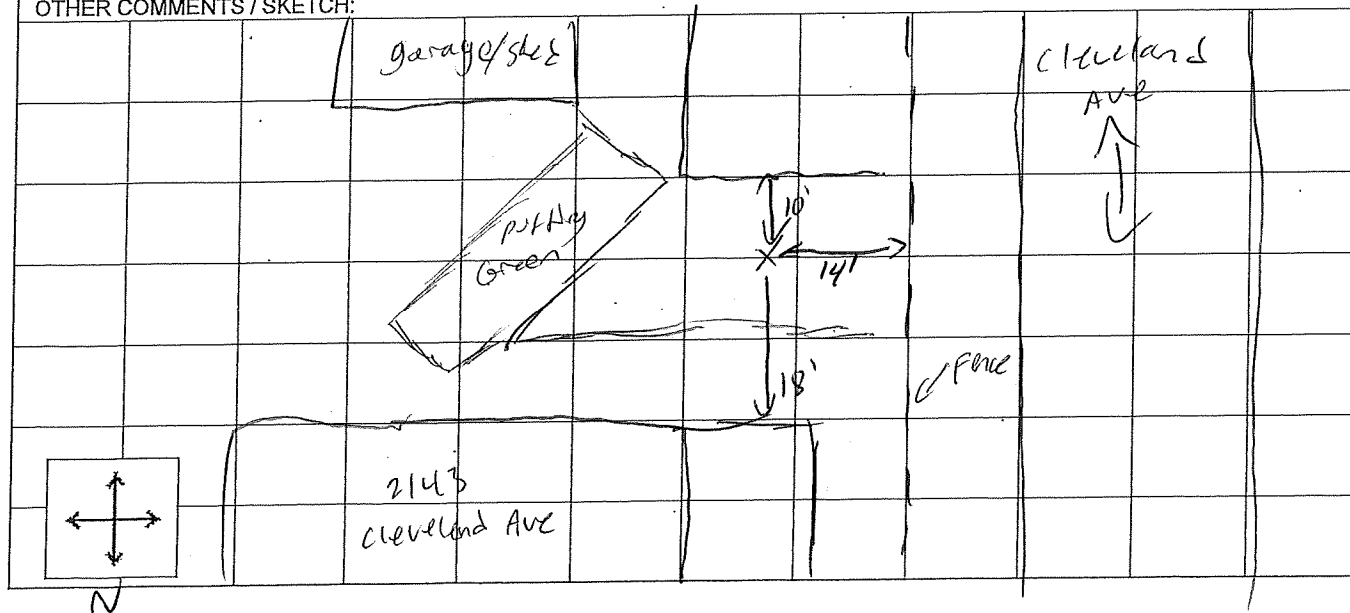 OTHER COMMENTS / SKETCH:
garage/shed
Cleveland
Ave
10'
putting
Green
X
14'
18'
Fence
2143
Cleveland Ave
N